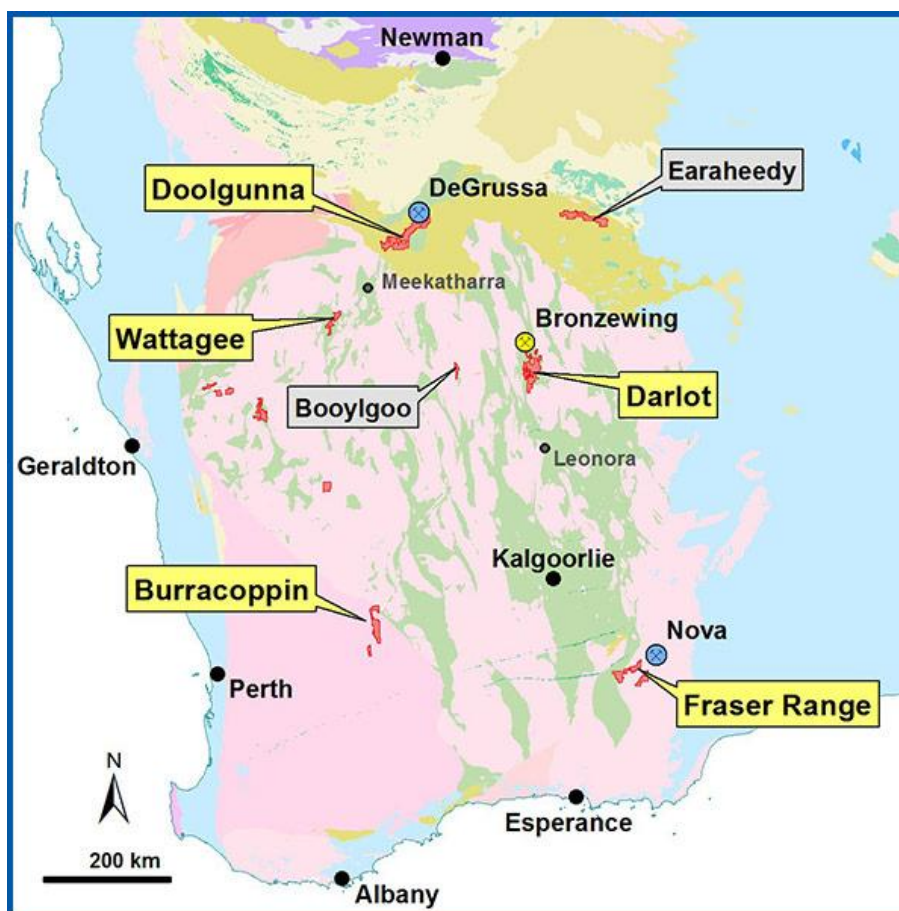 Newman
Doolgunna
DeGrussa
Earaheedy
Meekatharra
Wattagee
Bronzewing
Booylgoo
Darlot
Geraldton
Leonora
Kalgoorlie
Burracoppin
Nova
Perth
Fraser Range
N
Esperance
200 km
Albany